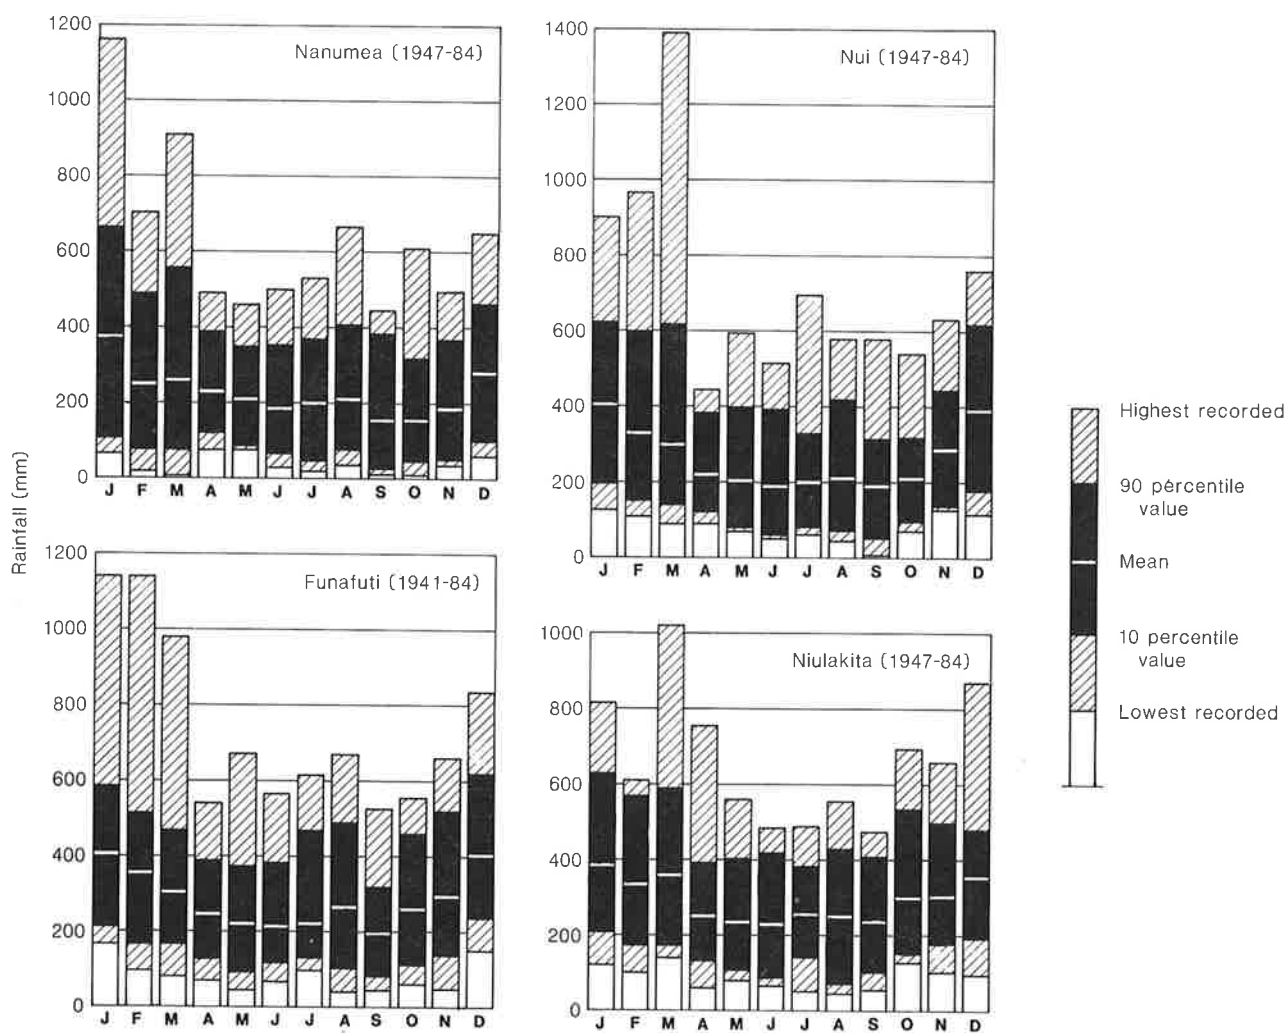 Rainfall (mm)
Nanumea (1947-84)
1200
1000
800
600
400
200
0
J F M A M J J A S O N D
Nui (1947-84)
1400
1200
1000
800
600
400
200
0
J F M A M J J A S O N D
Funafuti (1941-84)
1200
1000
800
600
400
200
0
J F M A M J J A S O N D
Niulakita (1947-84)
1000
800
600
400
200
0
J F M A M J J A S O N D
Highest recorded
90 percentile
value
Mean
10 percentile
value
Lowest recorded